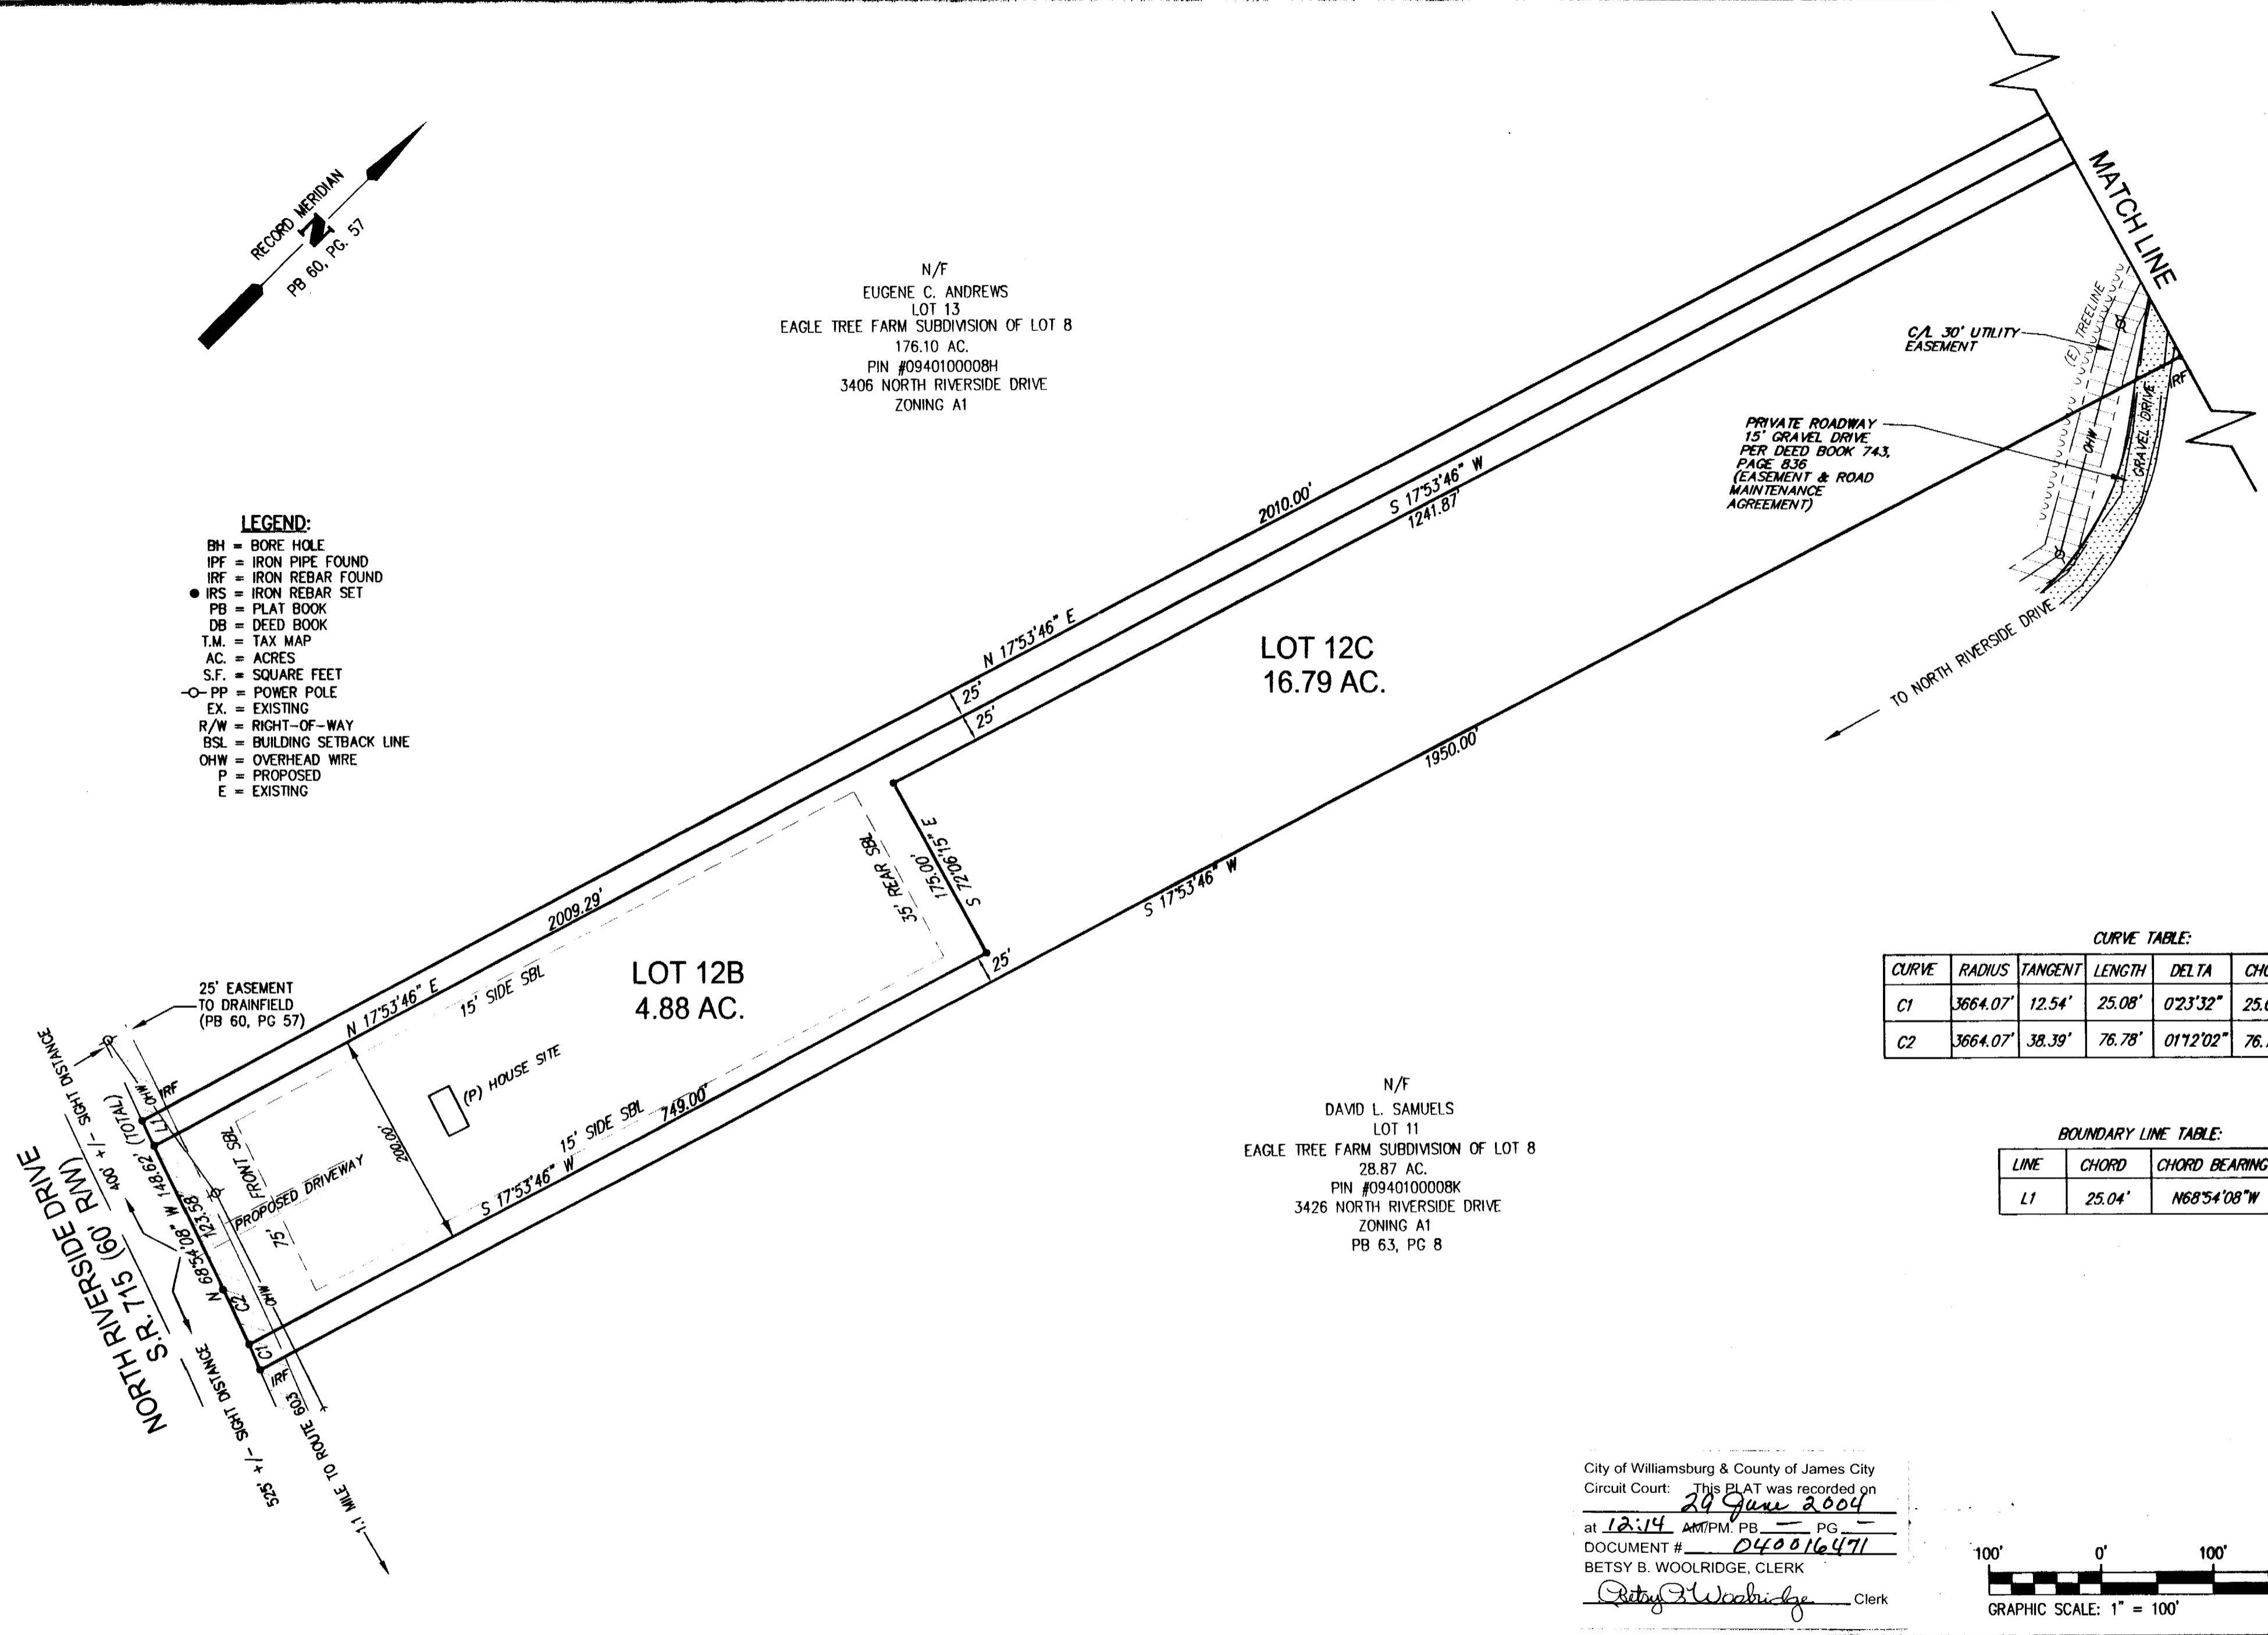 RECORD MERIDIAN
N
PB 60, PG. 57
N/F
EUGENE C. ANDREWS
LOT 13
EAGLE TREE FARM SUBDIVISION OF LOT 8
176.10 AC.
PIN #0940100008H
3406 NORTH RIVERSIDE DRIVE
ZONING A1
MATCH LINE
C/L 30' UTILITY
EASEMENT
(E) TREELINE
OHW
GRAVEL DRIVE
IRF
PRIVATE ROADWAY
15' GRAVEL DRIVE
PER DEED BOOK 743,
PAGE 836
(EASEMENT & ROAD
MAINTENANCE
AGREEMENT)
TO NORTH RIVERSIDE DRIVE
LEGEND:
BH = BORE HOLE
IPF = IRON PIPE FOUND
IRF = IRON REBAR FOUND
IRS = IRON REBAR SET
PB = PLAT BOOK
DB = DEED BOOK
T.M. = TAX MAP
AC. = ACRES
S.F. = SQUARE FEET
PP = POWER POLE
EX. = EXISTING
R/W = RIGHT-OF-WAY
BSL = BUILDING SETBACK LINE
OHW = OVERHEAD WIRE
P = PROPOSED
E = EXISTING
2010.00'
S 17°53'46" W
1241.87'
N 17°53'46" E
25'
25'
LOT 12C
16.79 AC.
1950.00'
S 17°53'46" W
S 72°06'15" E
175.00'
35' REAR SBL
25'
2009.29'
N 17°53'46" E
15' SIDE SBL
LOT 12B
4.88 AC.
(P) HOUSE SITE
200.00'
15' SIDE SBL
749.00'
S 17°53'46" W
25' EASEMENT
TO DRAINFIELD
(PB 60, PG 57)
IRF
OHW
L1
75' FRONT SBL
PROPOSED DRIVEWAY
N 68°54'08" W 148.62' (TOTAL)
123.58'
C2
OHW
C1
IRF
400' +/- SIGHT DISTANCE
NORTH RIVERSIDE DRIVE
S.R. 715 (60' R/W)
525' +/- SIGHT DISTANCE
1.1 MILE TO ROUTE 603
CURVE TABLE:
CURVE RADIUS TANGENT LENGTH DELTA
C1 3664.07' 12.54' 25.08' 0°23'32"
C2 3664.07' 38.39' 76.78' 01°12'02"
N/F
DAVID L. SAMUELS
LOT 11
EAGLE TREE FARM SUBDIVISION OF LOT 8
28.87 AC.
PIN #0940100008K
3426 NORTH RIVERSIDE DRIVE
ZONING A1
PB 63, PG 8
BOUNDARY LINE TABLE:
LINE CHORD CHORD BEARING
L1 25.04' N68°54'08"W
City of Williamsburg & County of James City
Circuit Court: This PLAT was recorded on
29 June 2004
at 12:14 AM/PM. PB — PG —
DOCUMENT # 040016471
BETSY B. WOOLRIDGE, CLERK
Betsy B Woolridge Clerk
100' 0' 100'
GRAPHIC SCALE: 1" = 100'